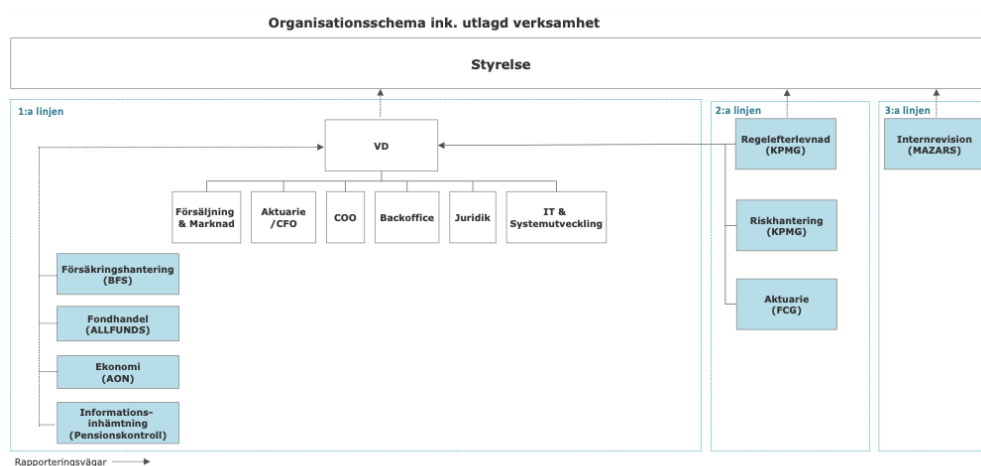 Organisationsschema ink. utlagd verksamhet
Styrelse
1:a linjen
2:a linjen
3:a linjen
VD
Regelefterlevnad
(KPMG)
Internrevision
(MAZARS)
Försäljning
& Marknad
Aktuarie
/CFO
COO
Backoffice
Juridik
IT &
Systemutveckling
Riskhantering
(KPMG)
Försäkringshantering
(BFS)
Aktuarie
(FCG)
Fondhandel
(ALLFUNDS)
Ekonomi
(AON)
Informations-
inhämtning
(Pensionskontroll)
Rapporteringsvägar